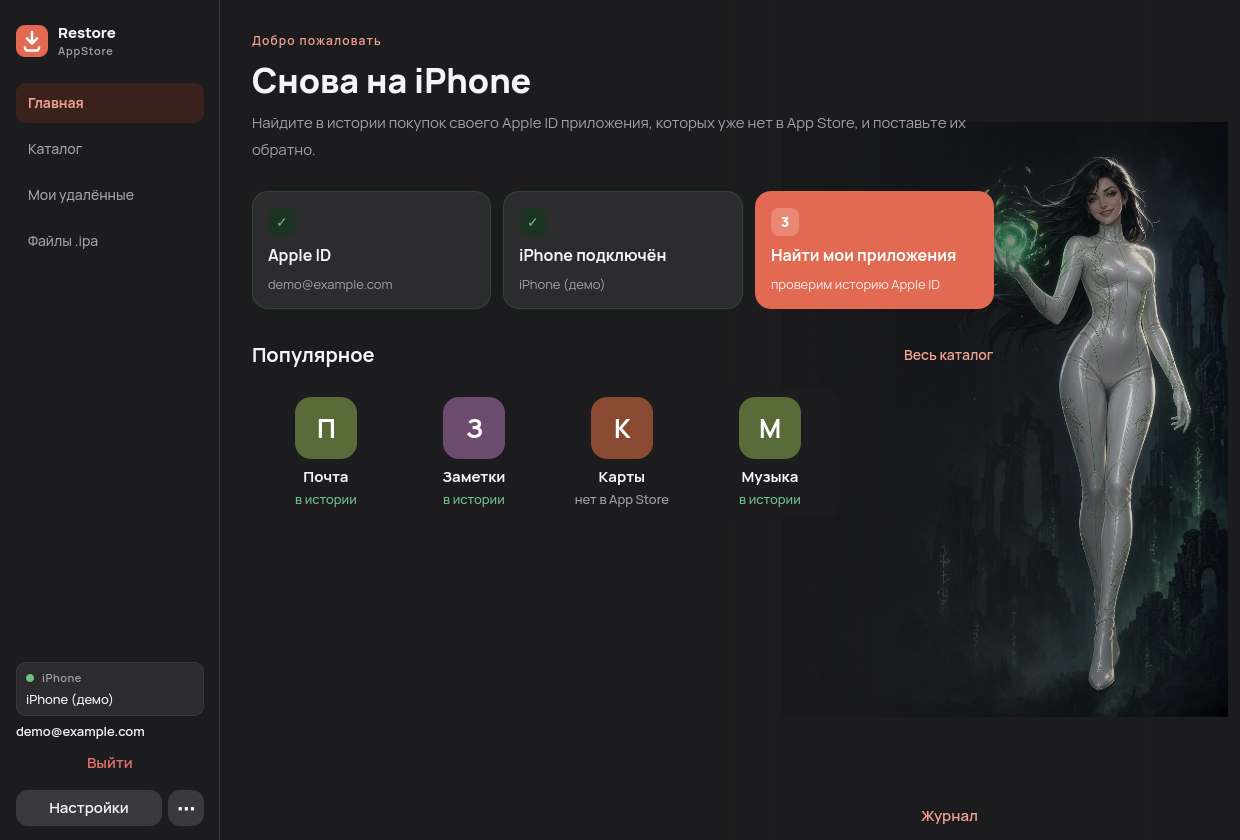 Restore
AppStore
Главная
Каталог
Мои удалённые
Файлы .ipa
iPhone
iPhone (демо)
demo@example.com
Выйти
Настройки
Добро пожаловать
Снова на iPhone
Найдите в истории покупок своего Apple ID приложения, которых уже нет в App Store, и поставьте их
обратно.
✓
Apple ID
demo@example.com
✓
iPhone подключён
iPhone (демо)
3
Найти мои приложения
проверим историю Apple ID
Популярное
Весь каталог
П
Почта
в истории
З
Заметки
в истории
К
Карты
нет в App Store
М
Музыка
в истории
Журнал